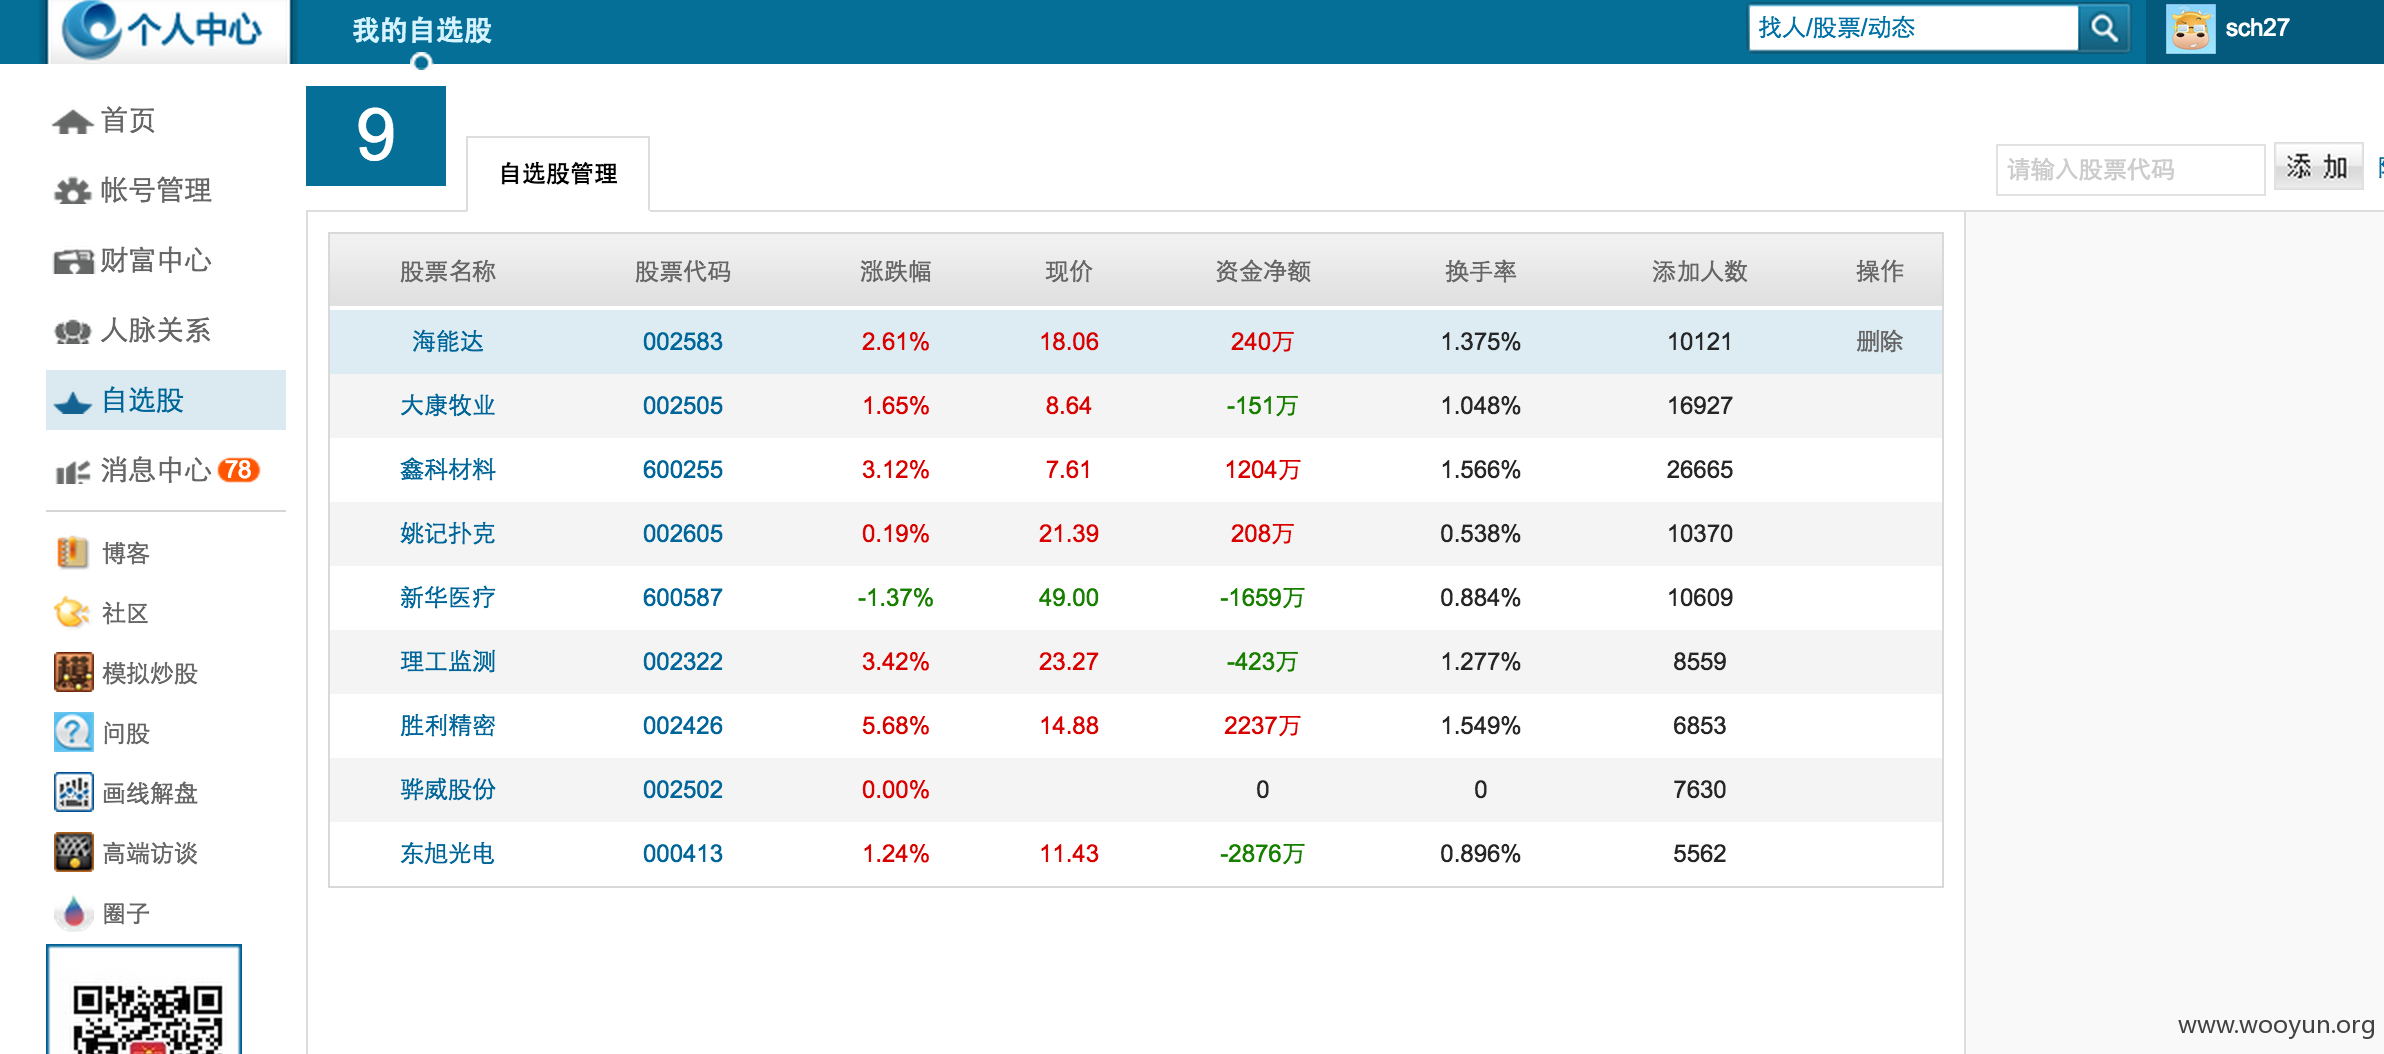 个人中心
我的自选股
找人/股票/动态
sch27
首页
帐号管理
财富中心
人脉关系
自选股
消息中心 78
博客
社区
模拟炒股
问股
画线解盘
高端访谈
圈子
9
自选股管理
请输入股票代码
添 加
股票名称 股票代码 涨跌幅 现价 资金净额 换手率 添加人数 操作
海能达 002583 2.61% 18.06 240万 1.375% 10121 删除
大康牧业 002505 1.65% 8.64 -151万 1.048% 16927
鑫科材料 600255 3.12% 7.61 1204万 1.566% 26665
姚记扑克 002605 0.19% 21.39 208万 0.538% 10370
新华医疗 600587 -1.37% 49.00 -1659万 0.884% 10609
理工监测 002322 3.42% 23.27 -423万 1.277% 8559
胜利精密 002426 5.68% 14.88 2237万 1.549% 6853
骅威股份 002502 0.00% 0 0 7630
东旭光电 000413 1.24% 11.43 -2876万 0.896% 5562
www.wooyun.org